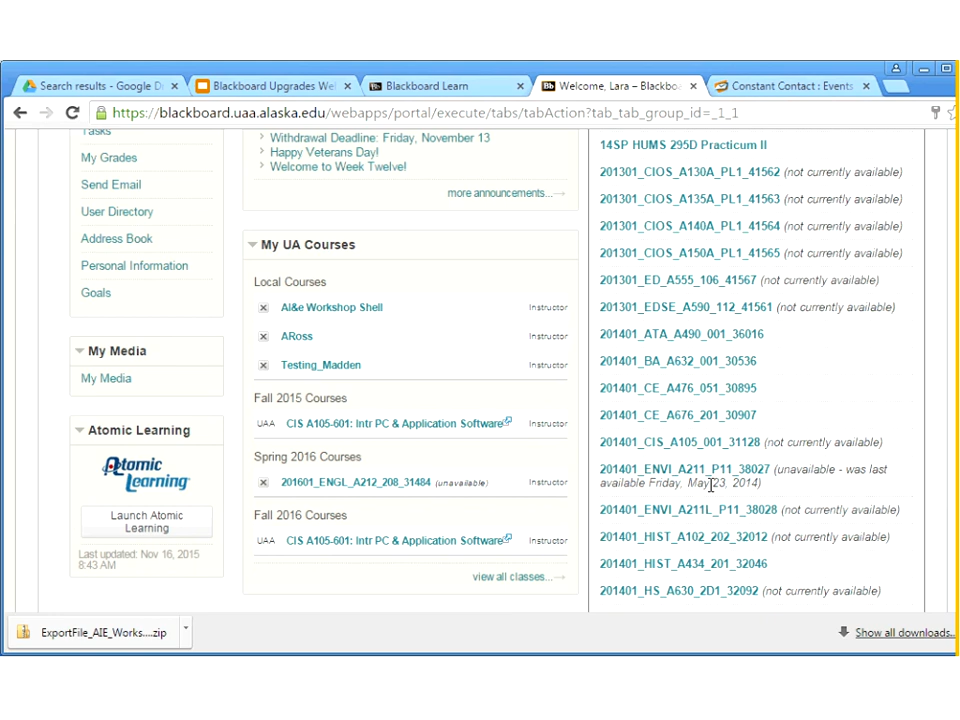 Search results - Google D
Blackboard Upgrades We
Blackboard Learn
Welcome, Lara – Blackbo
Constant Contact : Events
https://blackboard.uaa.alaska.edu/webapps/portal/execute/tabs/tabAction?tab_tab_group_id=_1_1
Tasks
My Grades
Send Email
User Directory
Address Book
Personal Information
Goals
My Media
My Media
Atomic Learning
Atomic
Learning
Launch Atomic
Learning
Last updated: Nov 16, 2015
8:43 AM
Withdrawal Deadline: Friday, November 13
Happy Veterans Day!
Welcome to Week Twelve!
more announcements...
My UA Courses
Local Courses
AI&e Workshop Shell Instructor
ARoss Instructor
Testing_Madden Instructor
Fall 2015 Courses
UAA CIS A105-601: Intr PC & Application Software Instructor
Spring 2016 Courses
201601_ENGL_A212_208_31484 (unavailable) Instructor
Fall 2016 Courses
UAA CIS A105-601: Intr PC & Application Software Instructor
view all classes...
14SP HUMS 295D Practicum II
201301_CIOS_A130A_PL1_41562 (not currently available)
201301_CIOS_A135A_PL1_41563 (not currently available)
201301_CIOS_A140A_PL1_41564 (not currently available)
201301_CIOS_A150A_PL1_41565 (not currently available)
201301_ED_A555_106_41567 (not currently available)
201301_EDSE_A590_112_41561 (not currently available)
201401_ATA_A490_001_36016
201401_BA_A632_001_30536
201401_CE_A476_051_30895
201401_CE_A676_201_30907
201401_CIS_A105_001_31128 (not currently available)
201401_ENVI_A211_P11_38027 (unavailable - was last
available Friday, May 23, 2014)
201401_ENVI_A211L_P11_38028 (not currently available)
201401_HIST_A102_202_32012 (not currently available)
201401_HIST_A434_201_32046
201401_HS_A630_2D1_32092 (not currently available)
ExportFile_AIE_Works....zip
Show all downloads...